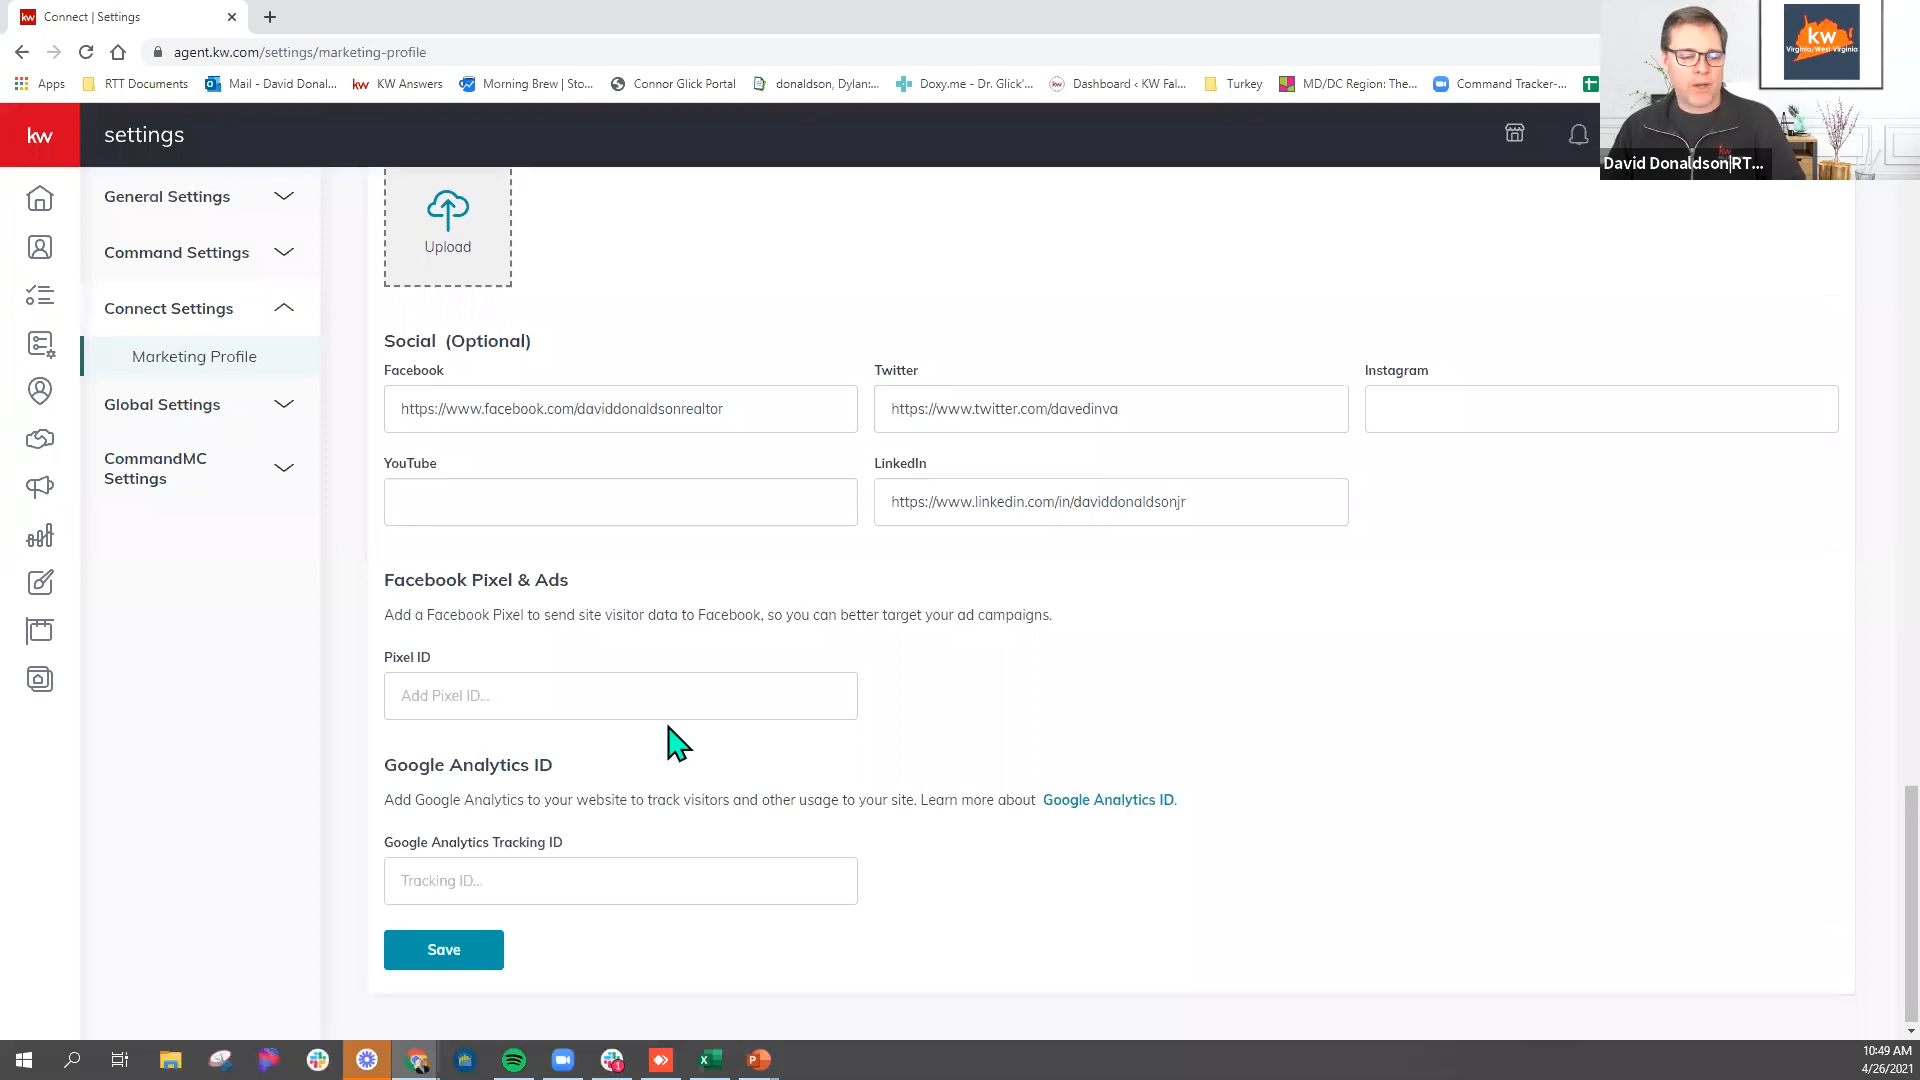 Connect | Settings
agent.kw.com/settings/marketing-profile
Apps
RTT Documents
Mail - David Donal...
kw
KW Answers
Morning Brew | Sto...
Connor Glick Portal
donaldson, Dylan:...
Doxy.me - Dr. Glick'...
Dashboard ‹ KW Fal...
Turkey
MD/DC Region: The...
Command Tracker-...
kw
Virginia/West Virginia
kw
David Donaldson|RT...
kw
settings
General Settings
Command Settings
Connect Settings
Marketing Profile
Global Settings
CommandMC
Settings
Upload
Social (Optional)
Facebook
Twitter
Instagram
https://www.facebook.com/daviddonaldsonrealtor
https://www.twitter.com/davedinva
YouTube
LinkedIn
https://www.linkedin.com/in/daviddonaldsonjr
Facebook Pixel & Ads
Add a Facebook Pixel to send site visitor data to Facebook, so you can better target your ad campaigns.
Pixel ID
Add Pixel ID...
Google Analytics ID
Add Google Analytics to your website to track visitors and other usage to your site. Learn more about Google Analytics ID.
Google Analytics Tracking ID
Tracking ID...
Save
10:49 AM
4/26/2021